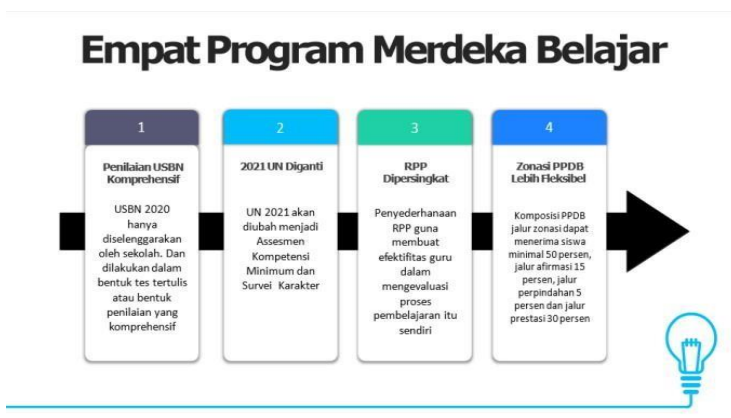 Empat Program Merdeka Belajar
1
Penilaian USBN
Komprehensif
USBN 2020
hanya
diselenggarakan
oleh sekolah. Dan
dilakukan dalam
bentuk tes tertulis
atau bentuk
penilaian yang
komprehensif
2
2021 UN Diganti
UN 2021 akan
diubah menjadi
Assesmen
Kompetensi
Minimum dan
Survei Karakter
3
RPP
Dipersingkat
Penyederhanaan
RPP guna
membuat
efektifitas guru
dalam
mengevaluasi
proses
pembelajaran itu
sendiri
4
Zonasi PPDB
Lebih Fleksibel
Komposisi PPDB
jalur zonasi dapat
menerima siswa
minimal 50 persen,
jalur afirmasi 15
persen, jalur
perpindahan 5
persen dan jalur
prestasi 30 persen